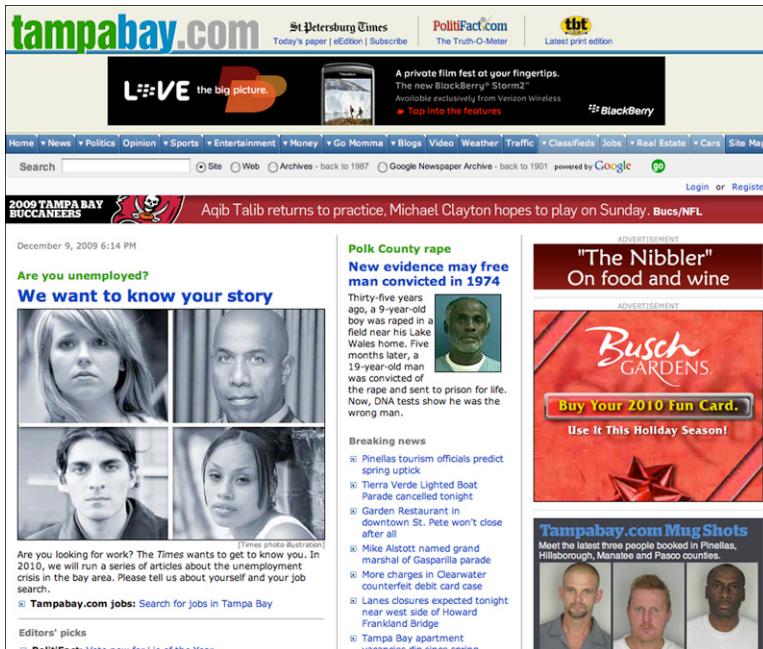 tampabay.com
St. Petersburg Times
Today's paper | eEdition | Subscribe
PolitiFact.com
The Truth-O-Meter
tbt
Latest print edition
LIVE the big picture.
A private film fest at your fingertips.
The new BlackBerry® Storm2™
Available exclusively from Verizon Wireless
Tap into the features
BlackBerry
Home News Politics Opinion Sports Entertainment Money Go Momma Blogs Video Weather Traffic Classifieds Jobs Real Estate Cars Site Map
Search Site Web Archives - back to 1987 Google Newspaper Archive - back to 1901 powered by Google go
Login or Registe
2009 TAMPA BAY
BUCCANEERS
Aqib Talib returns to practice, Michael Clayton hopes to play on Sunday. Bucs/NFL
December 9, 2009 6:14 PM
Are you unemployed?
We want to know your story
[Times photo illustration]
Are you looking for work? The Times wants to get to know you. In
2010, we will run a series of articles about the unemployment
crisis in the bay area. Please tell us about yourself and your job
search.
Tampabay.com jobs: Search for jobs in Tampa Bay
Editors' picks
PolitiFact: Vote now for Lie of the Year
Polk County rape
New evidence may free
man convicted in 1974
Thirty-five years
ago, a 9-year-old
boy was raped in a
field near his Lake
Wales home. Five
months later, a
19-year-old man
was convicted of
the rape and sent to prison for life.
Now, DNA tests show he was the
wrong man.
Breaking news
Pinellas tourism officials predict
spring uptick
Tierra Verde Lighted Boat
Parade cancelled tonight
Garden Restaurant in
downtown St. Pete won't close
after all
Mike Alstott named grand
marshal of Gasparilla parade
More charges in Clearwater
counterfeit debit card case
Lanes closures expected tonight
near west side of Howard
Frankland Bridge
Tampa Bay apartment
vacancies dip since spring
ADVERTISEMENT
"The Nibbler"
On food and wine
ADVERTISEMENT
Busch
GARDENS
Buy Your 2010 Fun Card.
Use It This Holiday Season!
Tampabay.com Mug Shots
Meet the latest three people booked in Pinellas,
Hillsborough, Manatee and Pasco counties.